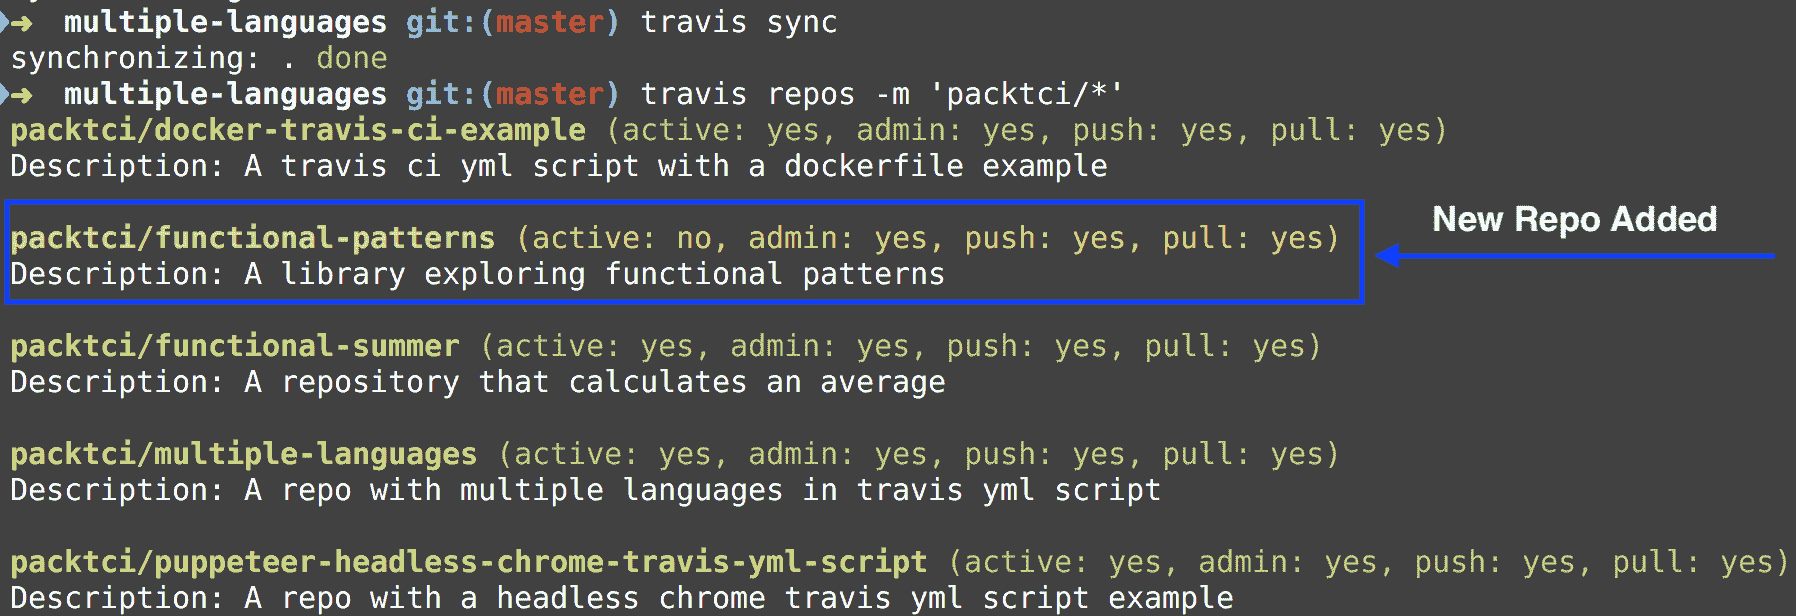 ➜ multiple-languages git:(master) travis sync
synchronizing: . done
➜ multiple-languages git:(master) travis repos -m 'packtci/*'
packtci/docker-travis-ci-example (active: yes, admin: yes, push: yes, pull: yes)
Description: A travis ci yml script with a dockerfile example
packtci/functional-patterns (active: no, admin: yes, push: yes, pull: yes)
Description: A library exploring functional patterns
New Repo Added
packtci/functional-summer (active: yes, admin: yes, push: yes, pull: yes)
Description: A repository that calculates an average
packtci/multiple-languages (active: yes, admin: yes, push: yes, pull: yes)
Description: A repo with multiple languages in travis yml script
packtci/puppeteer-headless-chrome-travis-yml-script (active: yes, admin: yes, push: yes, pull: yes)
Description: A repo with a headless chrome travis yml script example